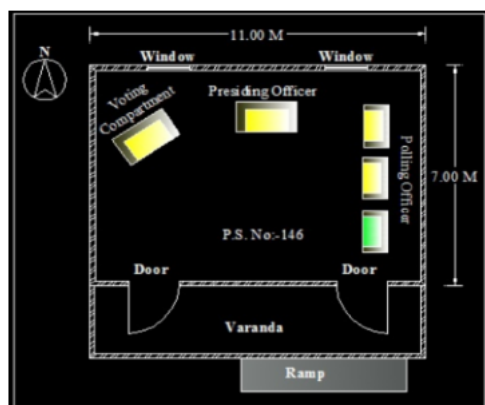 11.00 M
N
Window
Window
Voting
Compartment
Presiding Officer
Polling Officer
7.00 M
P.S. No:-146
Door
Door
Varanda
Ramp